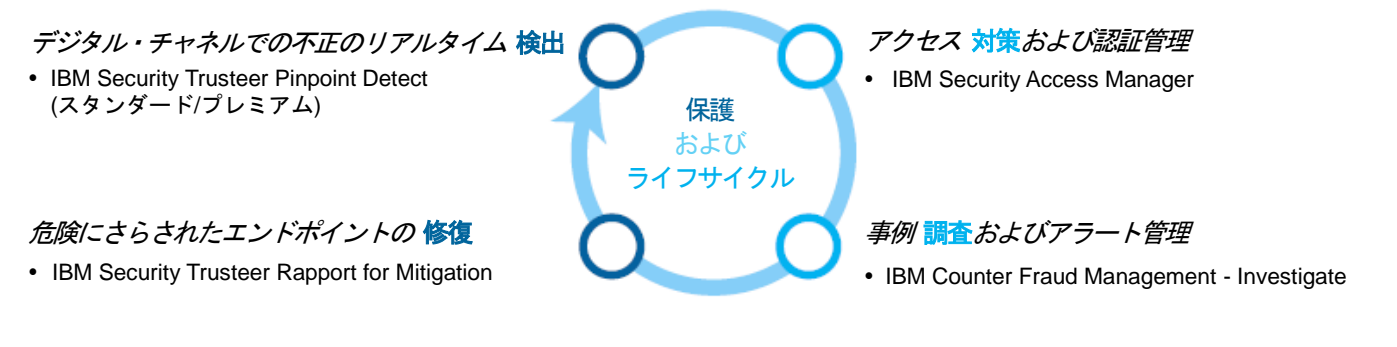 デジタル・チャネルでの不正のリアルタイム 検出
• IBM Security Trusteer Pinpoint Detect
(スタンダード/プレミアム)
アクセス 対策および認証管理
• IBM Security Access Manager
保護
および
ライフサイクル
危険にさらされたエンドポイントの 修復
• IBM Security Trusteer Rapport for Mitigation
事例 調査およびアラート管理
• IBM Counter Fraud Management - Investigate